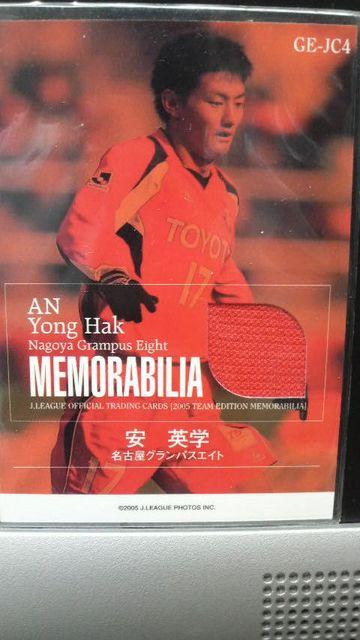 GE-JC4
TOYOTA
17
AN
Yong Hak
Nagoya Grampus Eight
MEMORABILIA
J.LEAGUE OFFICIAL TRADING CARDS [2005 TEAM EDITION MEMORABILIA]
安 英学
名古屋グランパスエイト
©2005 J.LEAGUE PHOTOS INC.